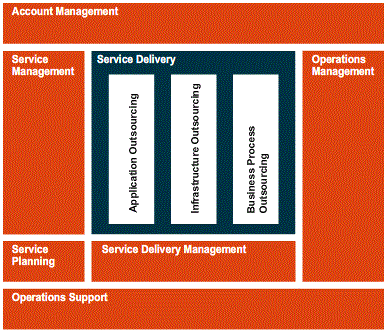 Account Management
Service
Management
Service Delivery
Operations
Management
Application Outsourcing
Infrastructure Outsourcing
Business Process
Outsourcing
Service
Planning
Service Delivery Management
Operations Support